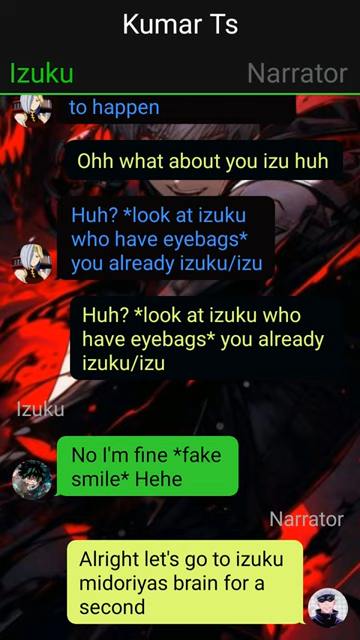 Kumar Ts
Izuku
Narrator
to happen
Ohh what about you izu huh
Huh? *look at izuku
who have eyebags*
you already izuku/izu
Huh? *look at izuku who
have eyebags* you already
izuku/izu
Izuku
No I'm fine *fake
smile* Hehe
Narrator
Alright let's go to izuku
midoriyas brain for a
second